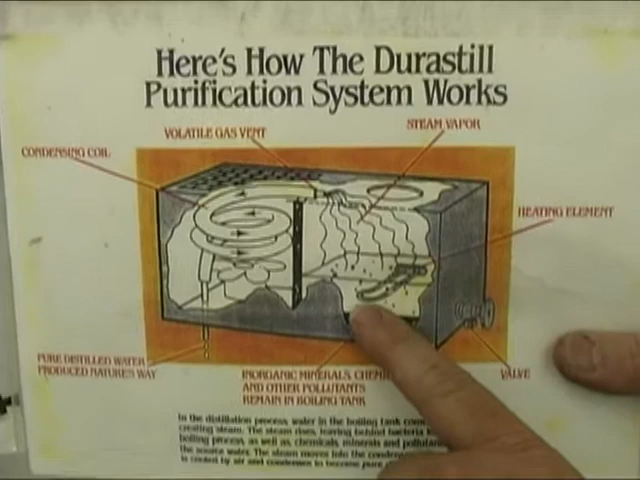 Here's How The Durastill
Purification System Works
VOLATILE GAS VENT
STEAM VAPOR
CONDENSING COIL
HEATING ELEMENT
PURE DISTILLED WATER
PRODUCED NATURE'S WAY
INORGANIC MINERALS, CHEMI
AND OTHER POLLUTANTS
REMAIN IN BOILING TANK
VALVE
In the distillation process, water in the boiling tank
creating steam. The steam rises, leaving behind bacteria
boiling process, as well as, chemicals, minerals and
the source water. The steam moves into the
is cooled by air and condenses to become pure